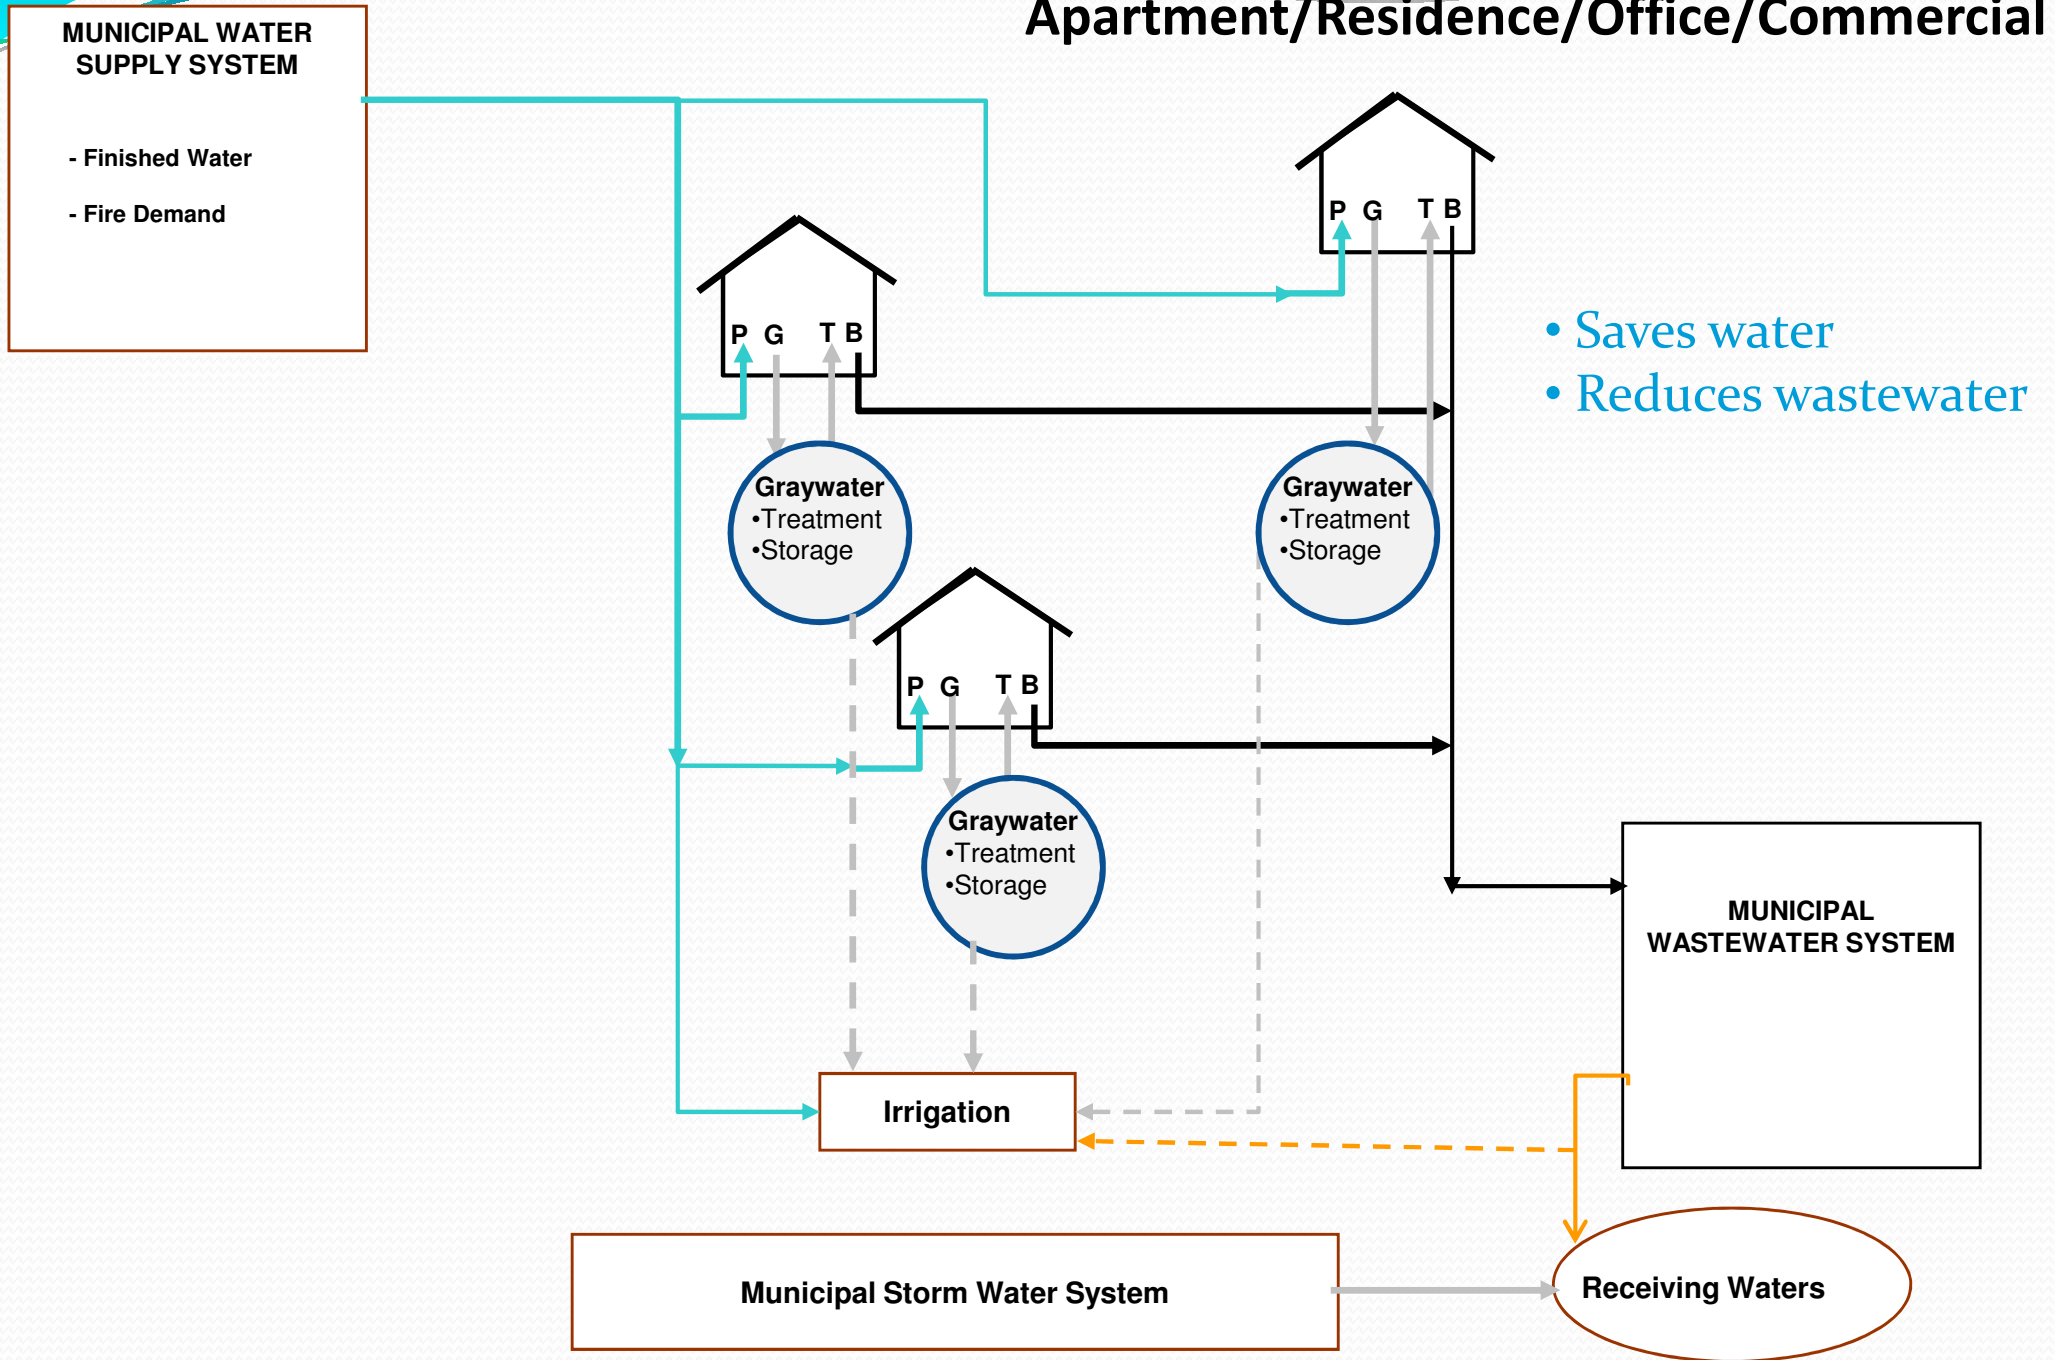 Apartment/Residence/Office/Commercial
MUNICIPAL WATER
SUPPLY SYSTEM
- Finished Water
- Fire Demand
P G T B
P G T B
• Saves water
• Reduces wastewater
Graywater
•Treatment
•Storage
Graywater
•Treatment
•Storage
P G T B
Graywater
•Treatment
•Storage
MUNICIPAL
WASTEWATER SYSTEM
Irrigation
Municipal Storm Water System
Receiving Waters